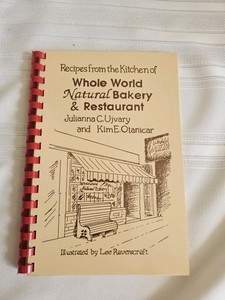 Recipes from the Kitchen of
Whole World
Natural Bakery
& Restaurant
Julianna C. Ujvary
and Kim E. Otanicar
Illustrated by Lee Ravenscraft